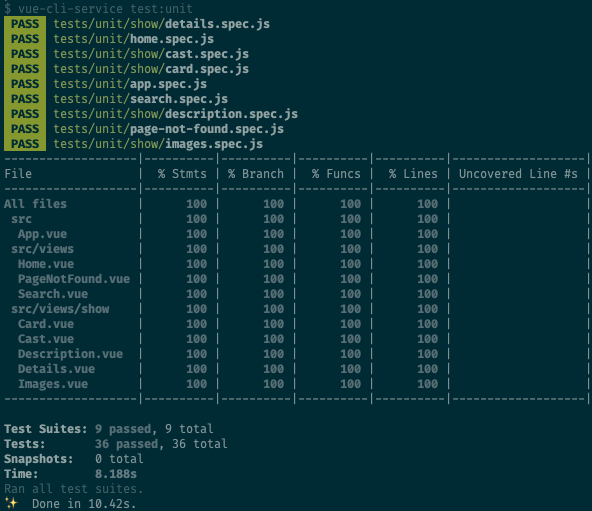 $ vue-cli-service test:unit
PASS tests/unit/show/details.spec.js
PASS tests/unit/home.spec.js
PASS tests/unit/show/cast.spec.js
PASS tests/unit/show/card.spec.js
PASS tests/unit/app.spec.js
PASS tests/unit/search.spec.js
PASS tests/unit/show/description.spec.js
PASS tests/unit/page-not-found.spec.js
PASS tests/unit/show/images.spec.js
-------------------|----------|----------|----------|----------|-------------------|
File               |  % Stmts | % Branch |  % Funcs |  % Lines | Uncovered Line #s |
-------------------|----------|----------|----------|----------|-------------------|
All files          |      100 |      100 |      100 |      100 |                   |
 src               |      100 |      100 |      100 |      100 |                   |
  App.vue          |      100 |      100 |      100 |      100 |                   |
 src/views         |      100 |      100 |      100 |      100 |                   |
  Home.vue         |      100 |      100 |      100 |      100 |                   |
  PageNotFound.vue |      100 |      100 |      100 |      100 |                   |
  Search.vue       |      100 |      100 |      100 |      100 |                   |
 src/views/show    |      100 |      100 |      100 |      100 |                   |
  Card.vue         |      100 |      100 |      100 |      100 |                   |
  Cast.vue         |      100 |      100 |      100 |      100 |                   |
  Description.vue  |      100 |      100 |      100 |      100 |                   |
  Details.vue      |      100 |      100 |      100 |      100 |                   |
  Images.vue       |      100 |      100 |      100 |      100 |                   |
-------------------|----------|----------|----------|----------|-------------------|
Test Suites: 9 passed, 9 total
Tests:       36 passed, 36 total
Snapshots:   0 total
Time:        8.188s
Ran all test suites.
✨  Done in 10.42s.